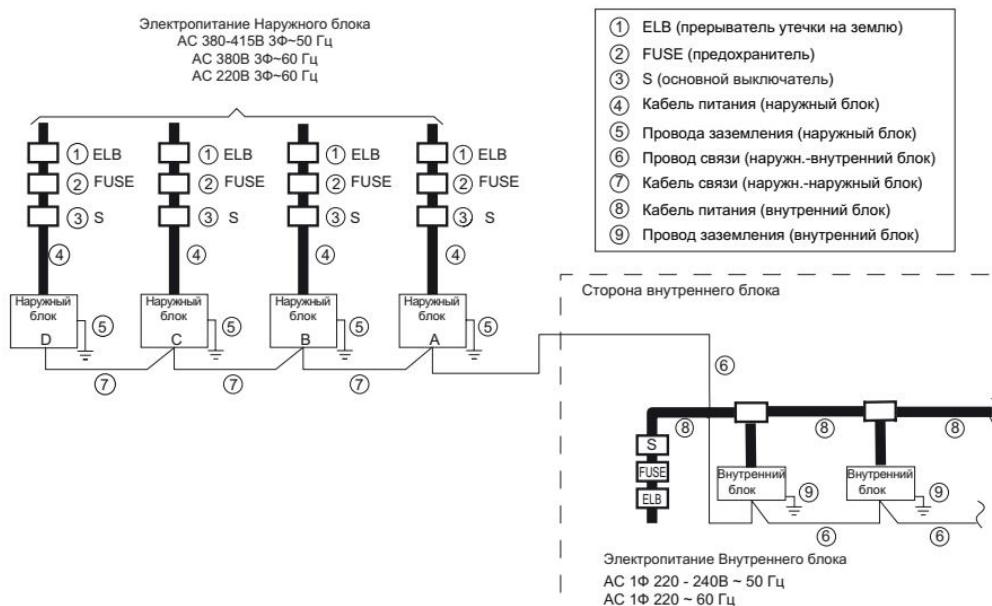 Электропитание Наружного блока
АС 380-415В 3Ф~50 Гц
АС 380В 3Ф~60 Гц
АС 220В 3Ф~60 Гц
① ELB (прерыватель утечки на землю)
② FUSE (предохранитель)
③ S (основной выключатель)
④ Кабель питания (наружный блок)
⑤ Провода заземления (наружный блок)
⑥ Провод связи (наружн.-внутренний блок)
⑦ Кабель связи (наружн.-наружный блок)
⑧ Кабель питания (внутренний блок)
⑨ Провод заземления (внутренний блок)
① ELB ① ELB ① ELB ① ELB
② FUSE ② FUSE ② FUSE ② FUSE
③ S ③ S ③ S ③ S
④ ④ ④ ④
Наружный Наружный Наружный Наружный
блок блок блок блок
D C B A
⑤ ⑤ ⑤ ⑤
⑦ ⑦ ⑦
Сторона внутреннего блока
⑥
⑧ ⑧ ⑧
S
FUSE
ELB
Внутренний Внутренний
блок блок
⑨ ⑨
⑥ ⑥
Электропитание Внутреннего блока
АС 1Ф 220 - 240В ~ 50 Гц
АС 1Ф 220 ~ 60 Гц